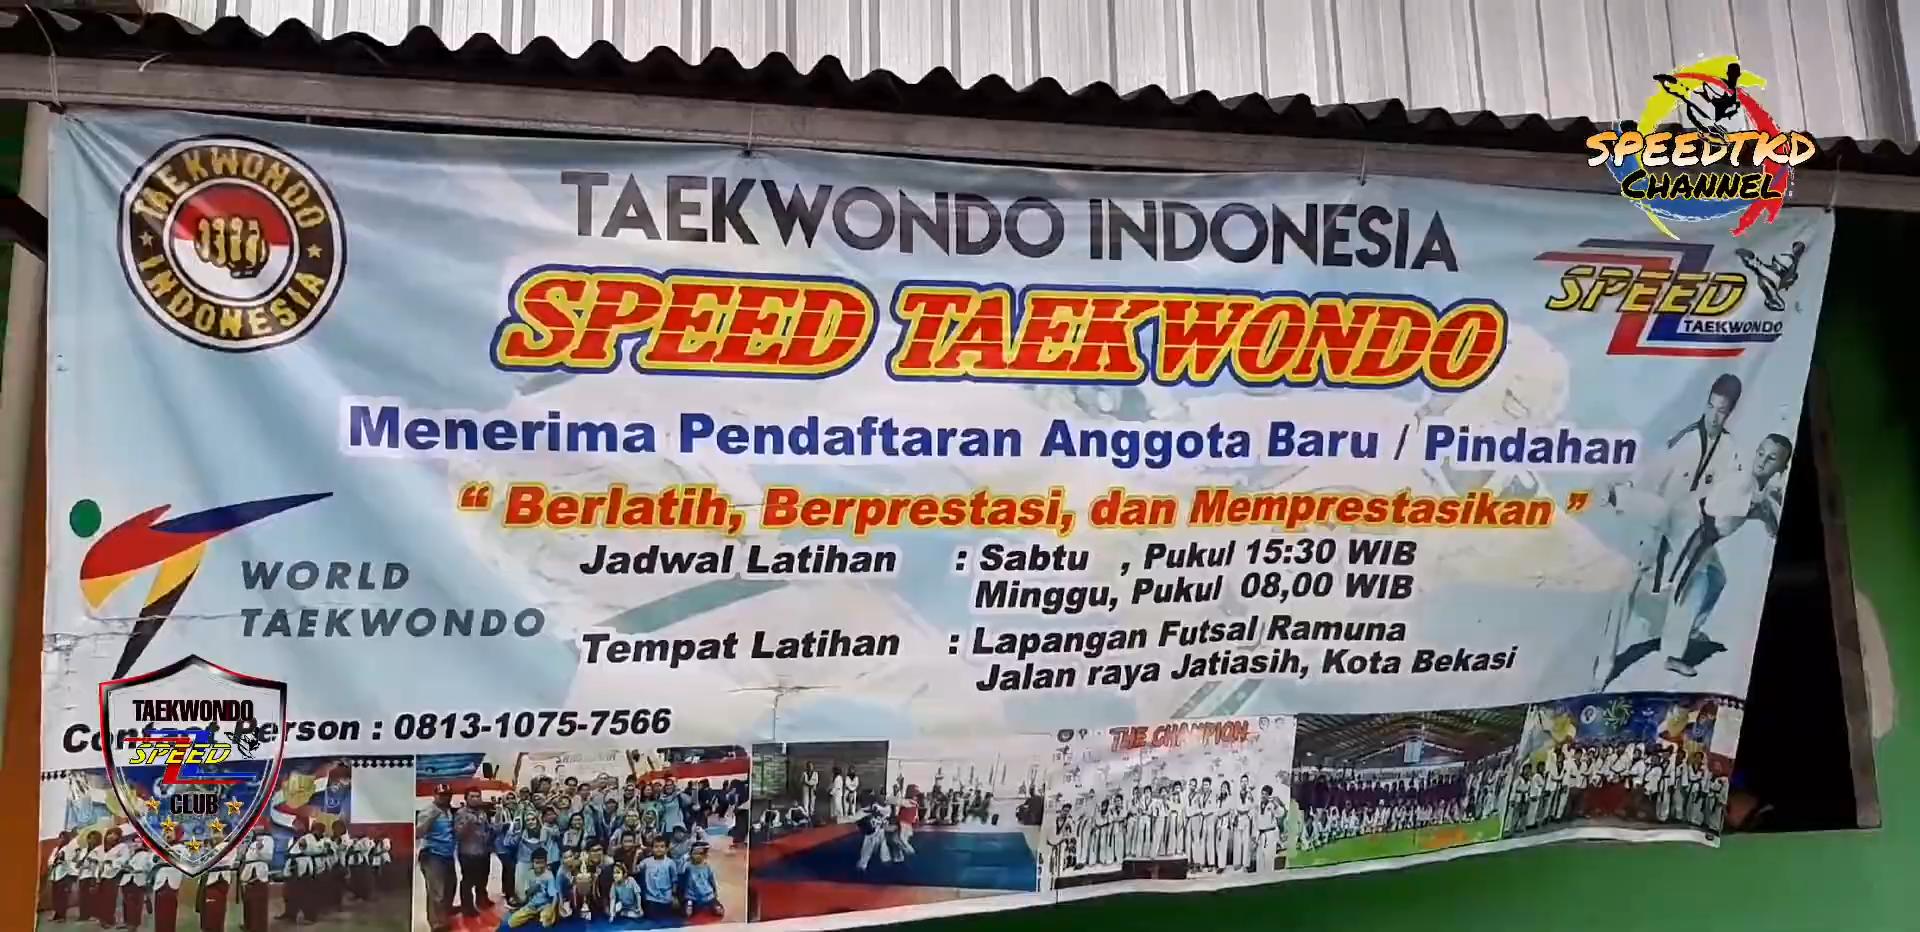 SPEEDTKD
CHANNEL
TAEKWONDO
INDONESIA
TAEKWONDO INDONESIA
SPEED
TAEKWONDO
SPEED TAEKWONDO
Menerima Pendaftaran Anggota Baru / Pindahan
“ Berlatih, Berprestasi, dan Memprestasikan ”
Jadwal Latihan : Sabtu , Pukul 15:30 WIB
Minggu, Pukul 08,00 WIB
WORLD
TAEKWONDO
Tempat Latihan : Lapangan Futsal Ramuna
Jalan raya Jatiasih, Kota Bekasi
Contact Person : 0813-1075-7566
TAEKWONDO
SPEED
CLUB
THE CHAMPION